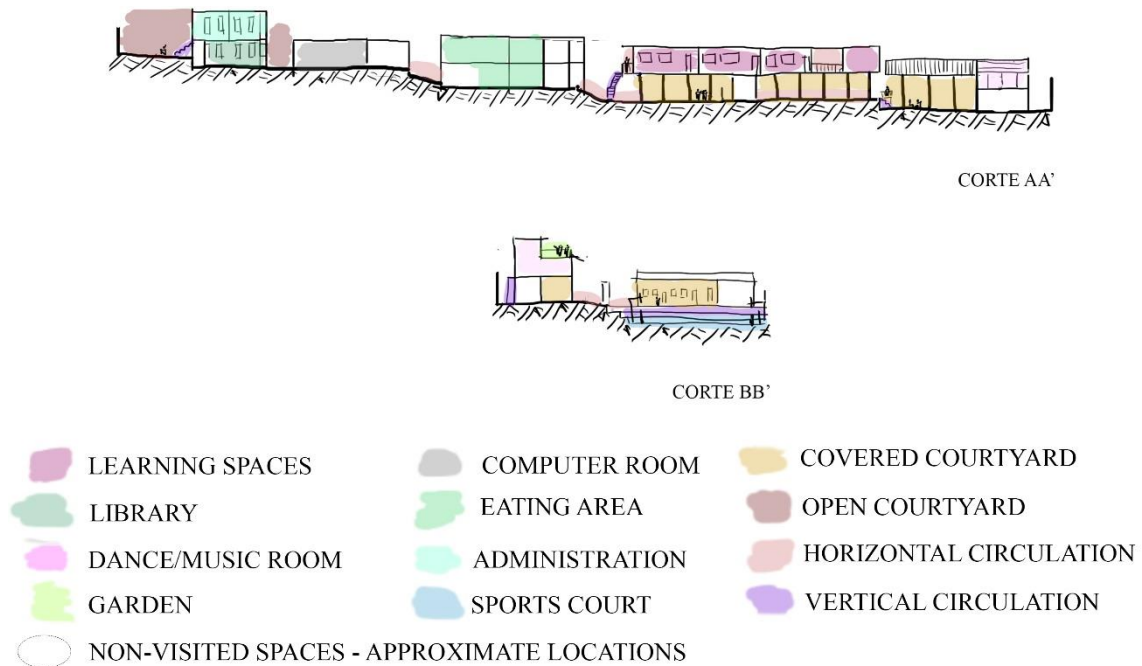 CORTE AA'
CORTE BB'
LEARNING SPACES
COMPUTER ROOM
COVERED COURTYARD
LIBRARY
EATING AREA
OPEN COURTYARD
DANCE/MUSIC ROOM
ADMINISTRATION
HORIZONTAL CIRCULATION
GARDEN
SPORTS COURT
VERTICAL CIRCULATION
NON-VISITED SPACES - APPROXIMATE LOCATIONS